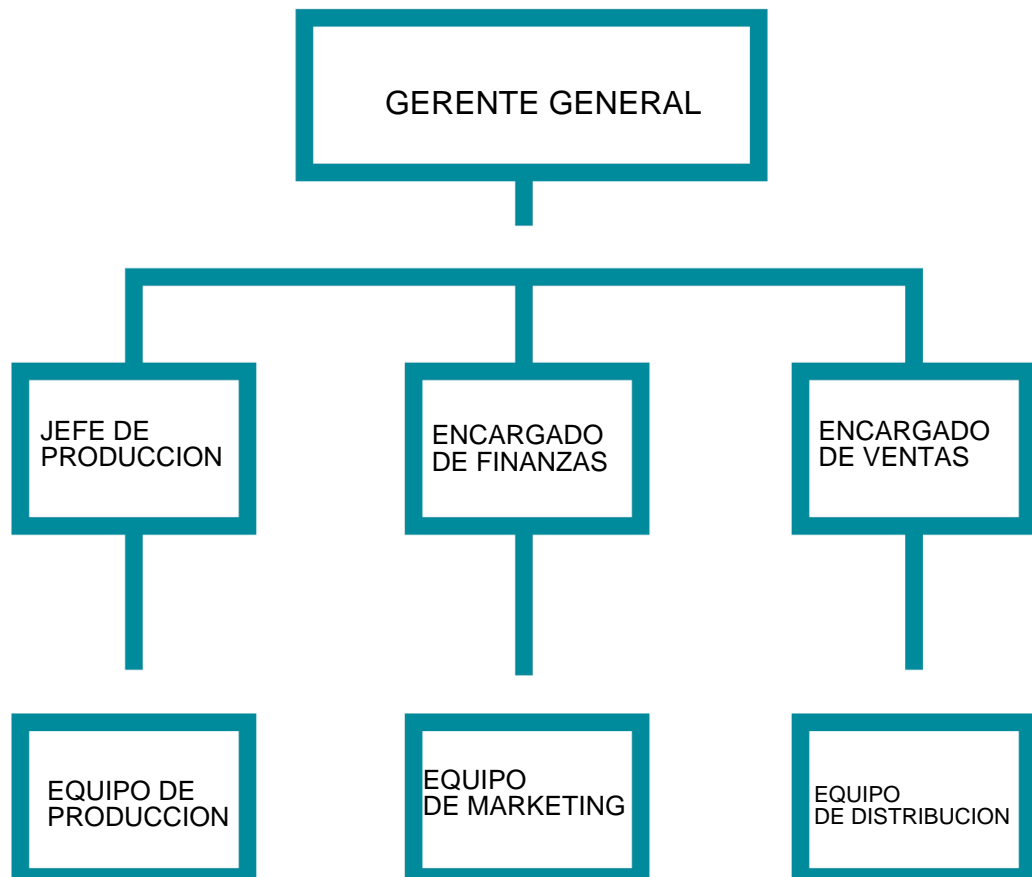 GERENTE GENERAL
JEFE DE
PRODUCCION
ENCARGADO
DE FINANZAS
ENCARGADO
DE VENTAS
EQUIPO DE
PRODUCCION
EQUIPO
DE MARKETING
EQUIPO
DE DISTRIBUCION